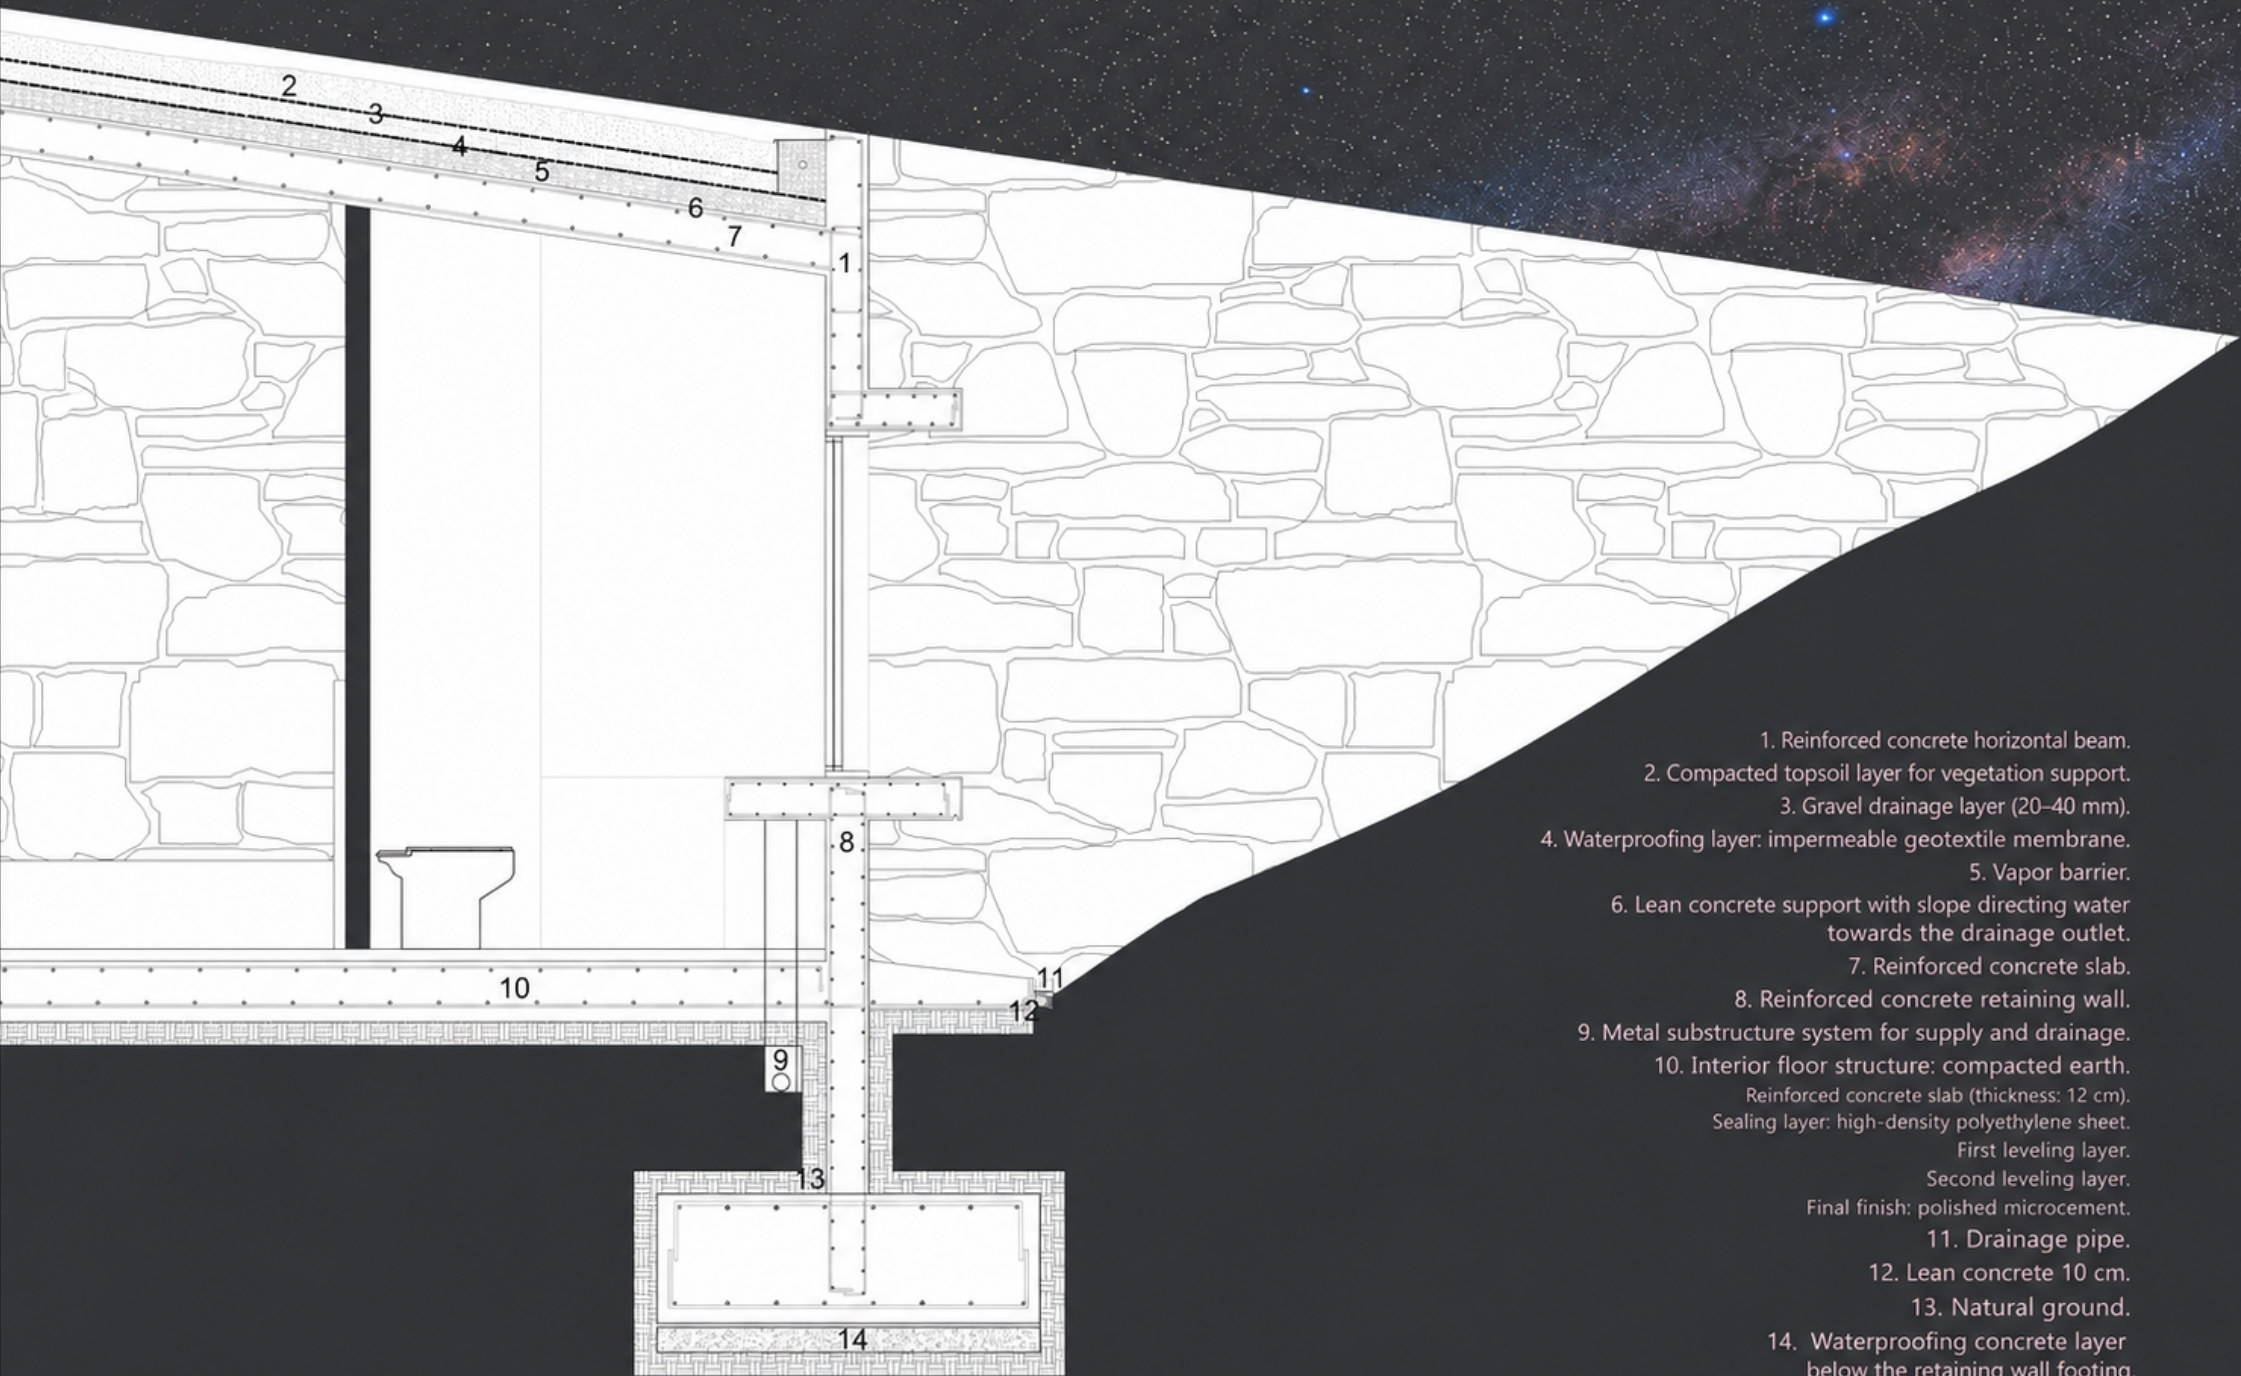 2
3
4
5
6
7
1
8
9
10
11
12
13
14
1. Reinforced concrete horizontal beam.
2. Compacted topsoil layer for vegetation support.
3. Gravel drainage layer (20–40 mm).
4. Waterproofing layer: impermeable geotextile membrane.
5. Vapor barrier.
6. Lean concrete support with slope directing water
towards the drainage outlet.
7. Reinforced concrete slab.
8. Reinforced concrete retaining wall.
9. Metal substructure system for supply and drainage.
10. Interior floor structure: compacted earth.
Reinforced concrete slab (thickness: 12 cm).
Sealing layer: high-density polyethylene sheet.
First leveling layer.
Second leveling layer.
Final finish: polished microcement.
11. Drainage pipe.
12. Lean concrete 10 cm.
13. Natural ground.
14. Waterproofing concrete layer
below the retaining wall footing.